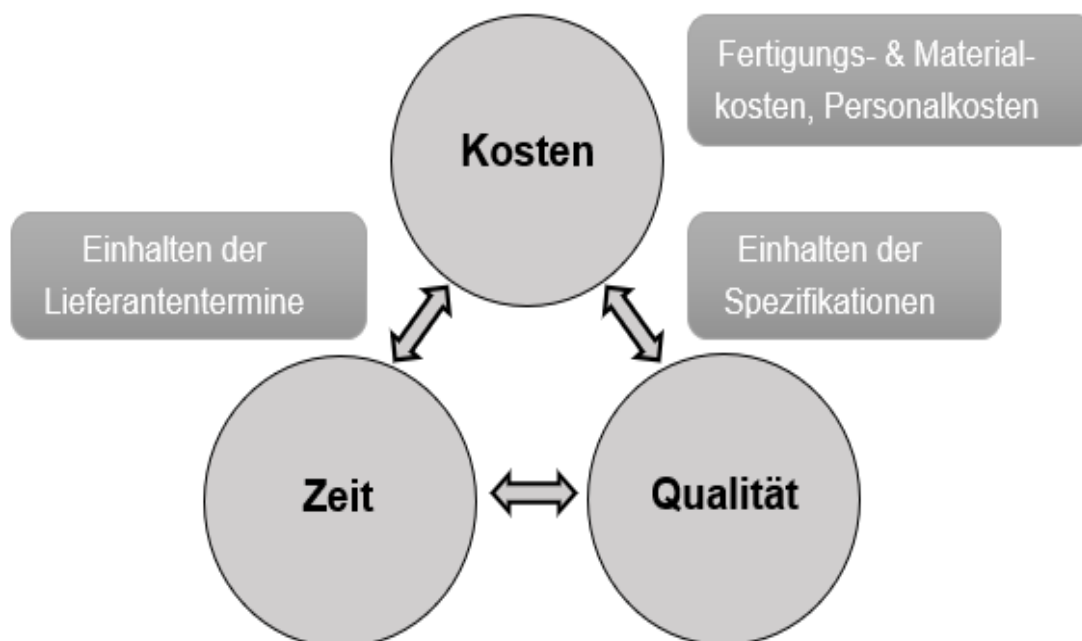 Fertigungs- & Material-
kosten, Personalkosten
Kosten
Einhalten der
Lieferantentermine
Einhalten der
Spezifikationen
Zeit
Qualität